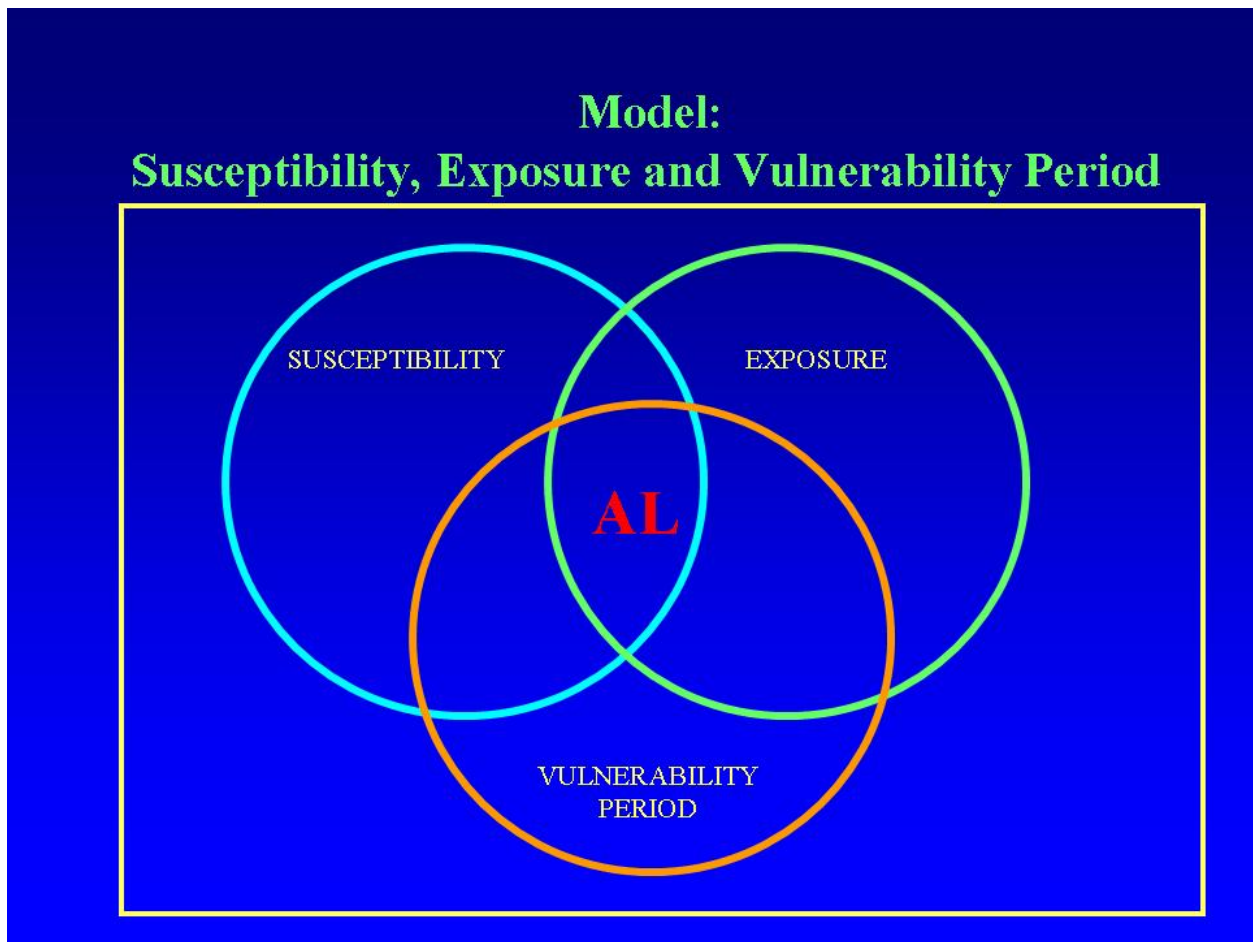 Model:
Susceptibility, Exposure and Vulnerability Period
SUSCEPTIBILITY
EXPOSURE
AL
VULNERABILITY
PERIOD